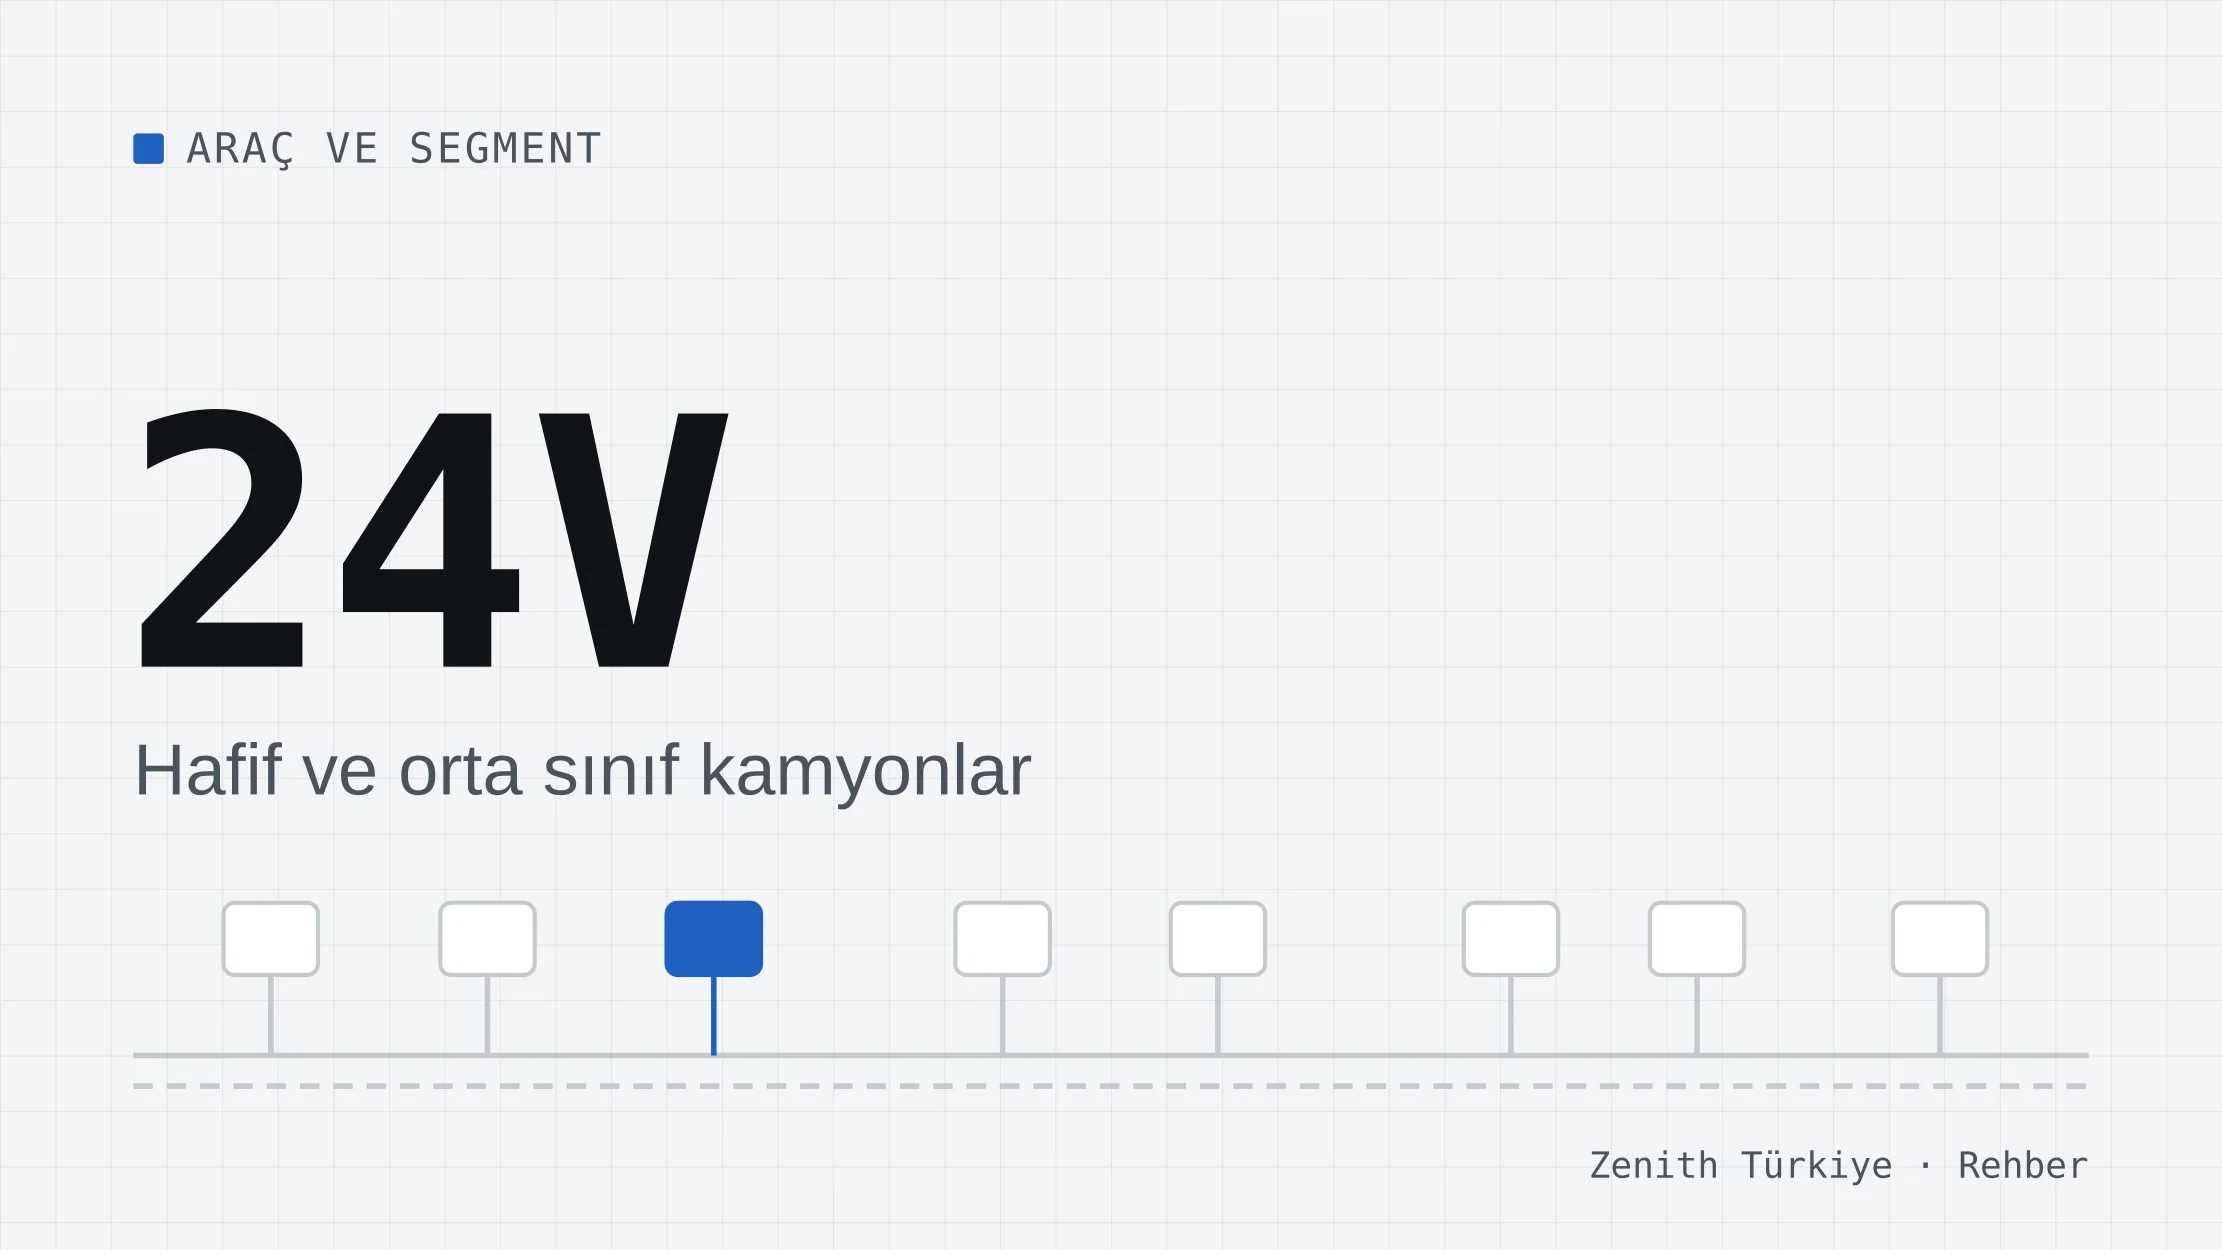 ARAÇ VE SEGMENT
24V
Hafif ve orta sınıf kamyonlar
Zenith Türkiye · Rehber